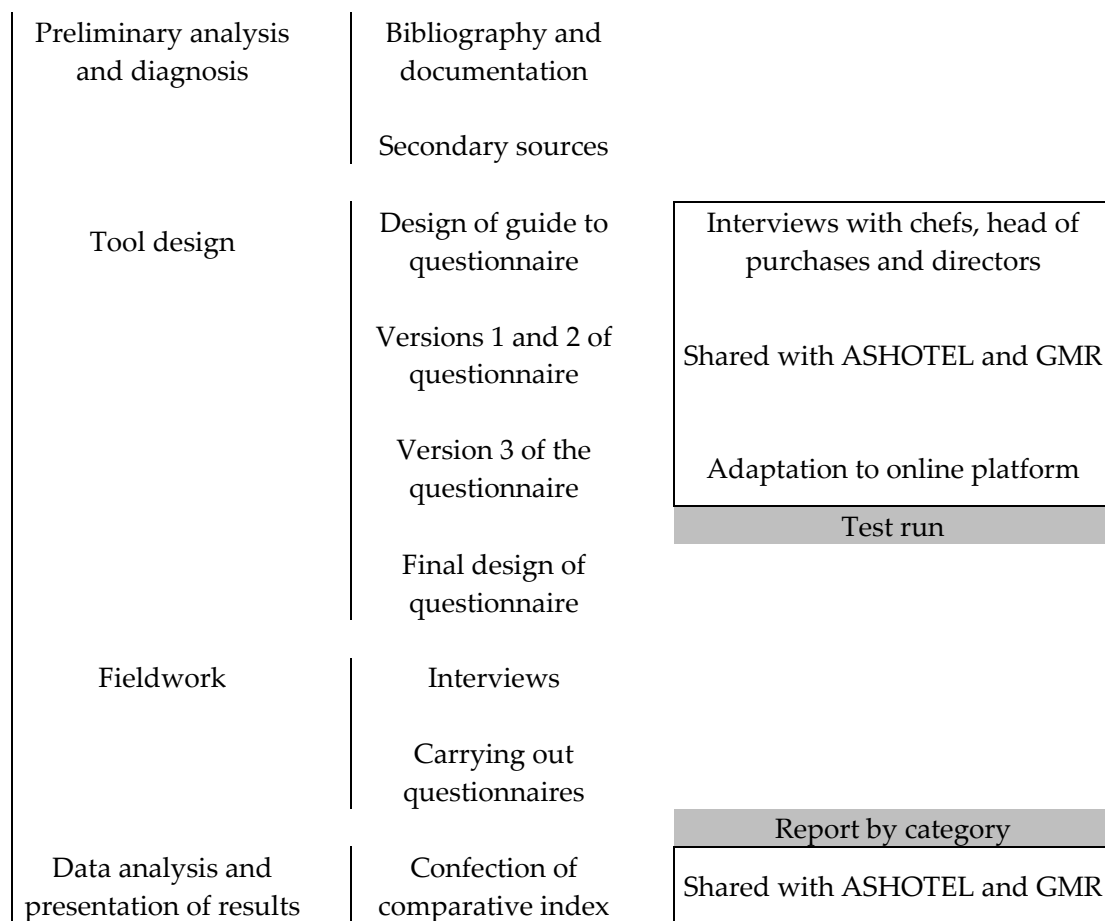 Preliminary analysis
and diagnosis
Bibliography and
documentation
Secondary sources
Tool design
Design of guide to
questionnaire
Interviews with chefs, head of
purchases and directors
Versions 1 and 2 of
questionnaire
Shared with ASHOTEL and GMR
Version 3 of the
questionnaire
Adaptation to online platform
Test run
Final design of
questionnaire
Fieldwork
Interviews
Carrying out
questionnaires
Report by category
Data analysis and
presentation of results
Confection of
comparative index
Shared with ASHOTEL and GMR